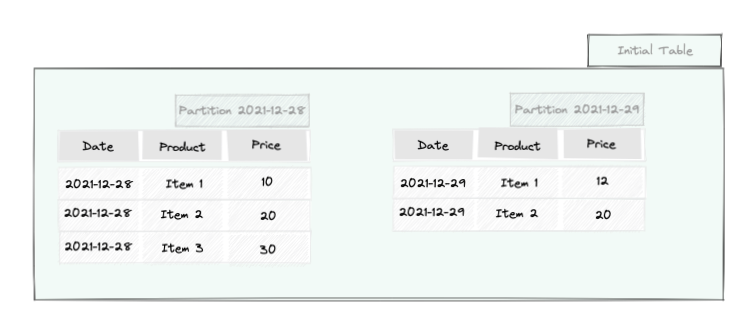 Initial Table
Partition 2021-12-28
Date Product Price
2021-12-28 Item 1 10
2021-12-28 Item 2 20
2021-12-28 Item 3 30
Partition 2021-12-29
Date Product Price
2021-12-29 Item 1 12
2021-12-29 Item 2 20